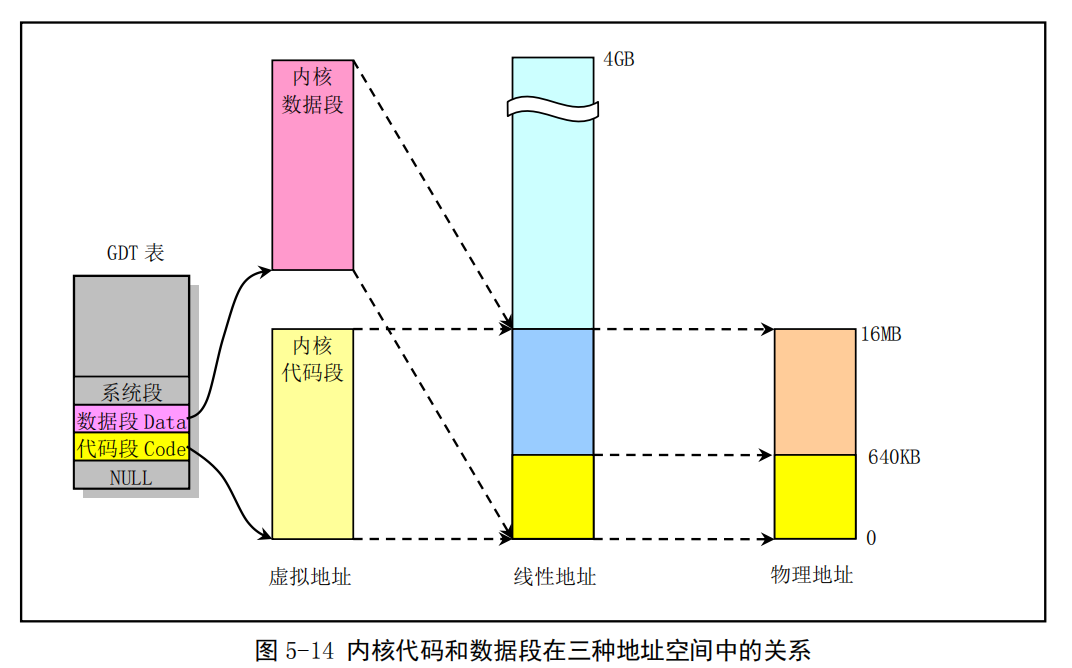 4GB
内核
数据段
GDT 表
系统段
数据段 Data
代码段 Code
NULL
内核
代码段
16MB
640KB
0
虚拟地址
线性地址
物理地址
图 5-14 内核代码和数据段在三种地址空间中的关系